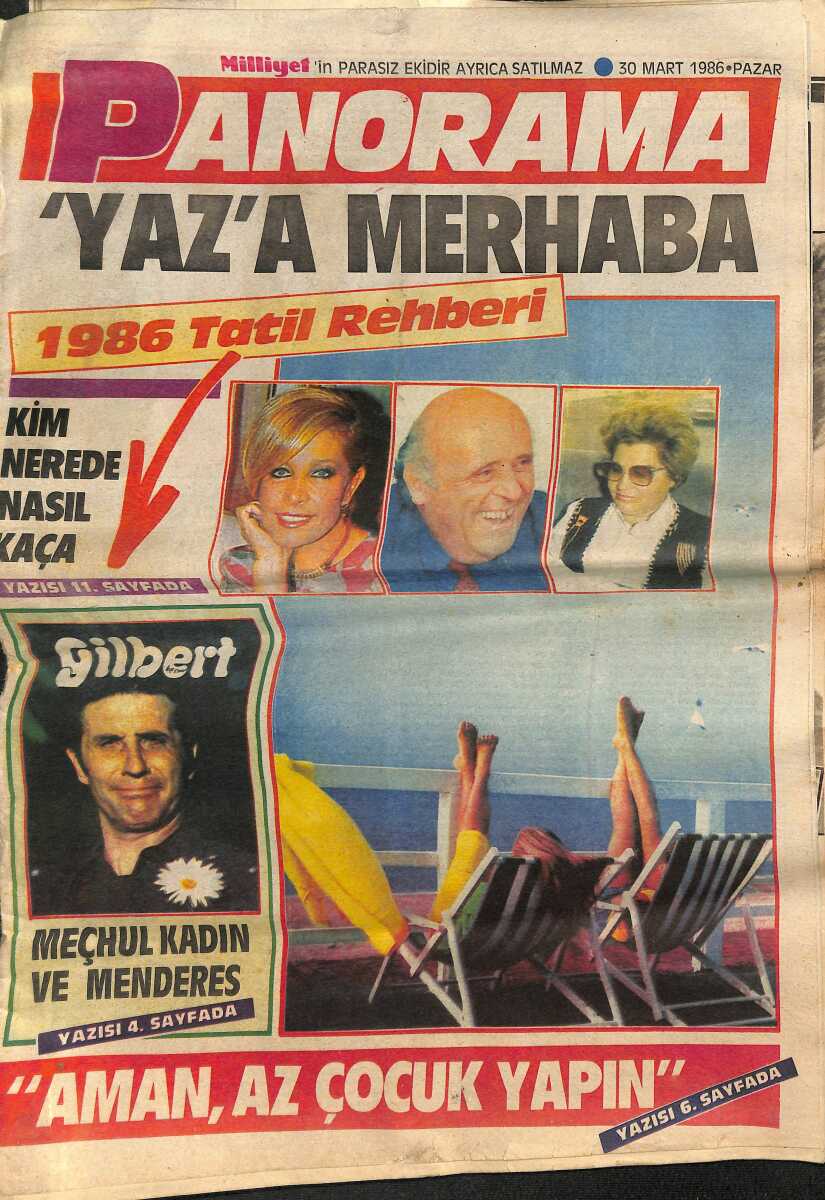 Milliyet'in PARASIZ EKİDİR AYRICA SATILMAZ ● 30 MART 1986•PAZAR
PANORAMA
'YAZ'A MERHABA
1986 Tatil Rehberi
KİM
NEREDE
NASIL
KAÇA
YAZISI 11. SAYFADA
Gilbert
MEÇHUL KADIN
VE MENDERES
YAZISI 4. SAYFADA
"AMAN, AZ ÇOCUK YAPIN"
YAZISI 6. SAYFADA